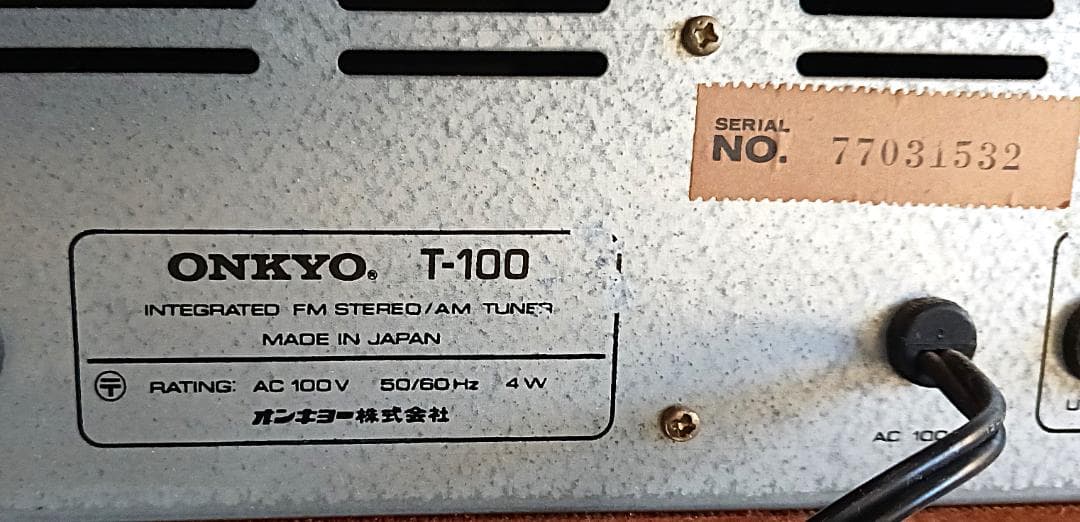 SERIAL
NO. 77031532
ONKYO® T-100
INTEGRATED FM STEREO/AM TUNER
MADE IN JAPAN
〒 RATING: AC 100V 50/60Hz 4W
オンキヨー株式会社
AC 100
U